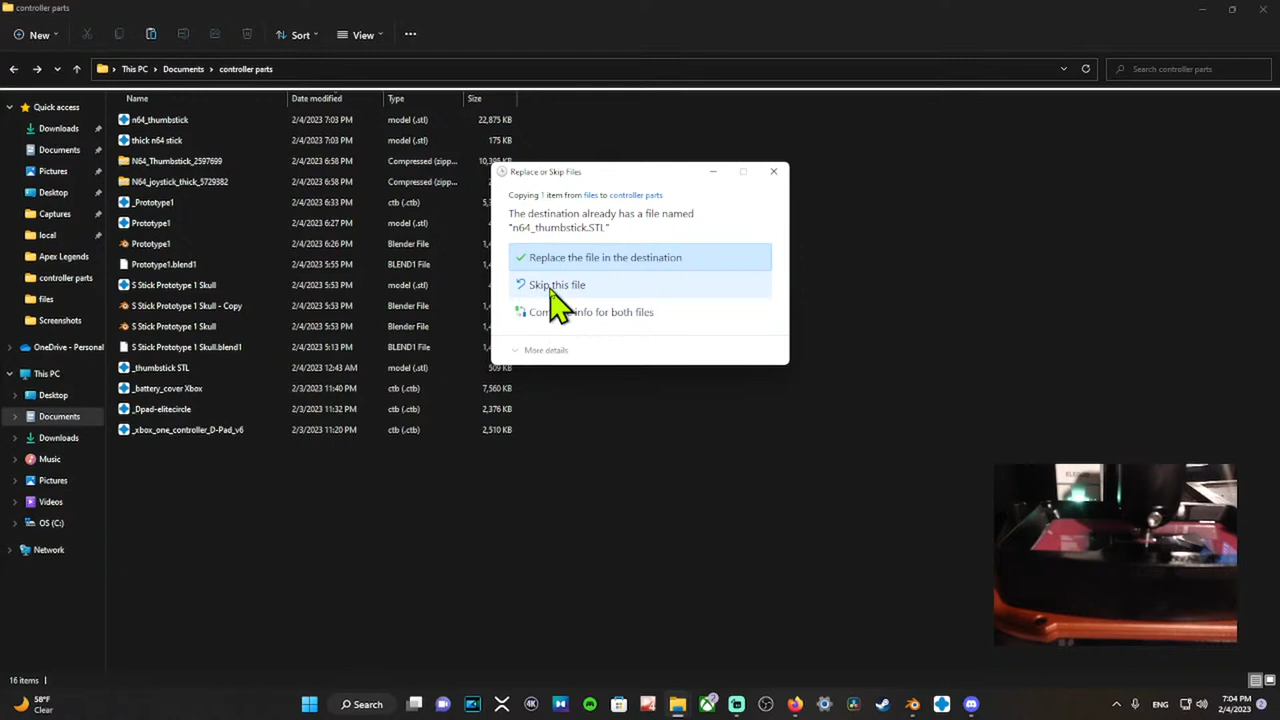 controller parts
New
Sort
View
This PC
Documents
controller parts
Search controller parts
Name
Date modified
Type
Size
Quick access
Downloads
Documents
Pictures
Desktop
Captures
local
Apex Legends
controller parts
files
Screenshots
OneDrive - Personal
This PC
Desktop
Documents
Downloads
Music
Pictures
Videos
OS (C:)
Network
n64_thumbstick 2/4/2023 7:03 PM model (.stl) 22,875 KB
thick n64 stick 2/4/2023 7:03 PM model (.stl) 175 KB
N64_Thumbstick_2597699 2/4/2023 6:58 PM Compressed (zipp...
N64_joystick_thick_5729382 2/4/2023 6:58 PM Compressed (zipp...
_Prototype1 2/4/2023 6:33 PM ctb (.ctb)
Prototype1 2/4/2023 6:26 PM model (.stl)
Prototype1 2/4/2023 6:26 PM Blender File
Prototype1.blend1 2/4/2023 5:55 PM BLEND1 File
S Stick Prototype 1 Skull 2/4/2023 5:55 PM model (.stl)
S Stick Prototype 1 Skull - Copy 2/4/2023 5:55 PM Blender File
S Stick Prototype 1 Skull 2/4/2023 5:55 PM Blender File
S Stick Prototype 1 Skull.blend1 2/4/2023 5:13 PM BLEND1 File
_thumbstick STL 2/4/2023 12:43 AM model (.stl) 509 KB
_battery_cover Xbox 2/3/2023 11:40 PM ctb (.ctb) 7,560 KB
_Dpad-elitecircle 2/3/2023 11:32 PM ctb (.ctb) 2,376 KB
_xbox_one_controller_D-Pad_v6 2/3/2023 11:20 PM ctb (.ctb) 2,510 KB
Replace or Skip Files
Copying 1 item from files to controller parts
The destination already has a file named
"n64_thumbstick.STL"
Replace the file in the destination
Skip this file
info for both files
More details
16 items
58°F
Clear
Search
ENG
7:04 PM
2/4/2023